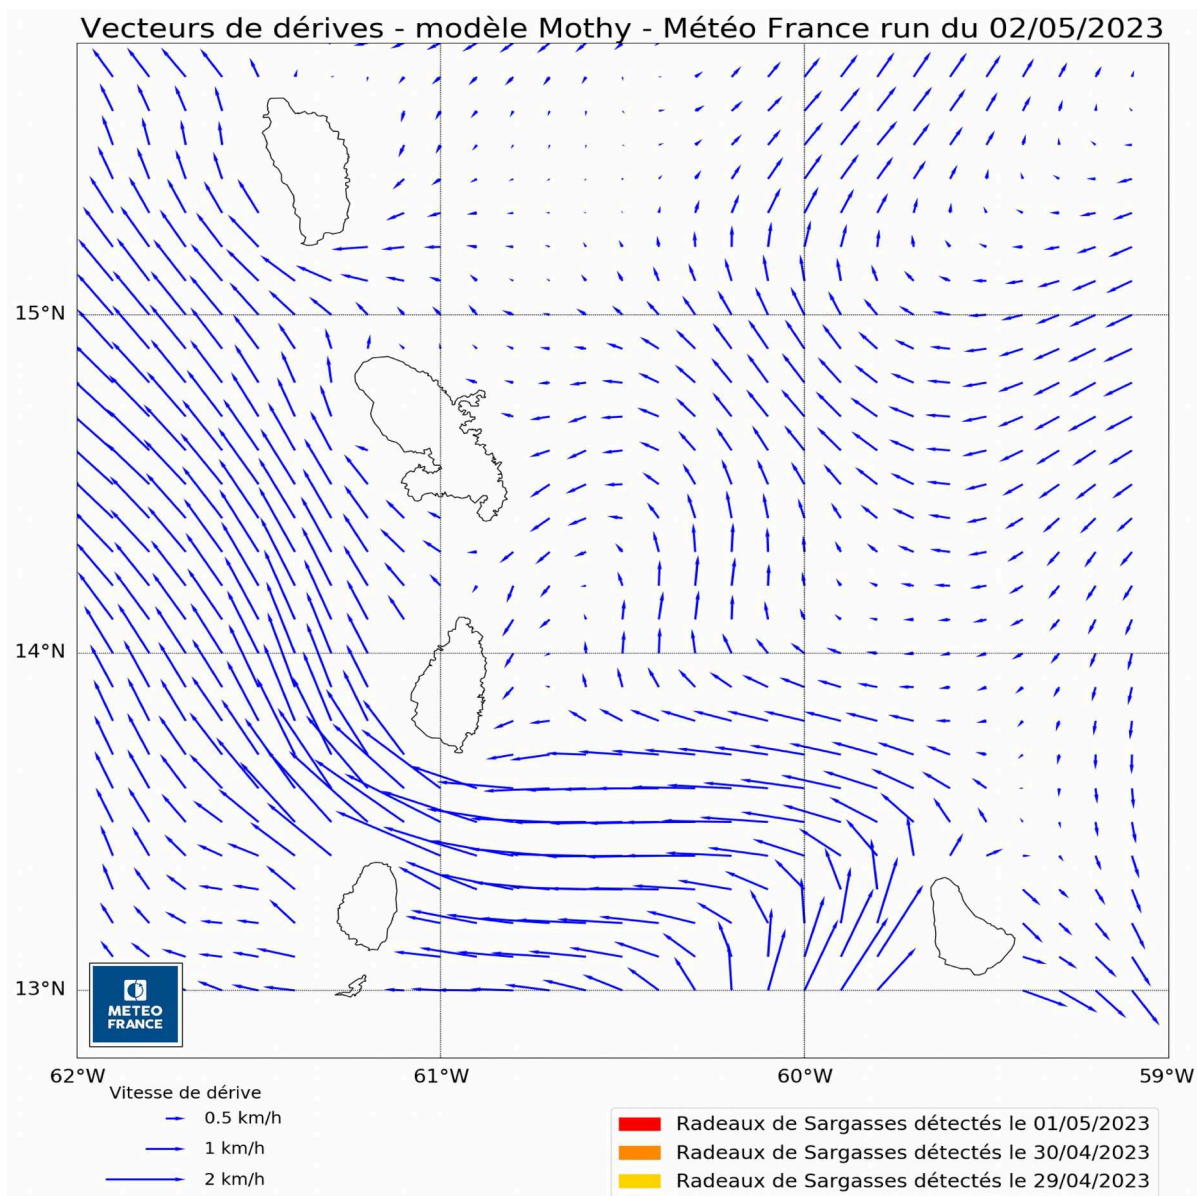 Vecteurs de dérives - modèle Mothy - Météo France run du 02/05/2023
15°N
14°N
13°N
METEO
FRANCE
62°W 61°W 60°W 59°W
Vitesse de dérive
0.5 km/h
1 km/h
2 km/h
Radeaux de Sargasses détectés le 01/05/2023
Radeaux de Sargasses détectés le 30/04/2023
Radeaux de Sargasses détectés le 29/04/2023